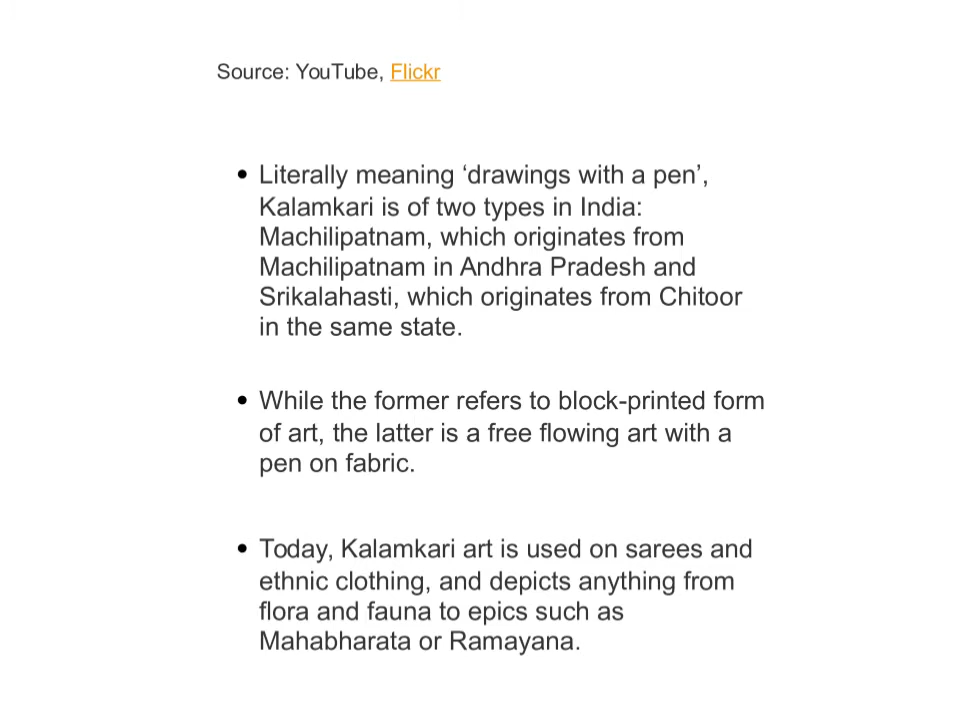 Source: YouTube, Flickr
• Literally meaning ‘drawings with a pen’,
Kalamkari is of two types in India:
Machilipatnam, which originates from
Machilipatnam in Andhra Pradesh and
Srikalahasti, which originates from Chitoor
in the same state.
• While the former refers to block-printed form
of art, the latter is a free flowing art with a
pen on fabric.
• Today, Kalamkari art is used on sarees and
ethnic clothing, and depicts anything from
flora and fauna to epics such as
Mahabharata or Ramayana.